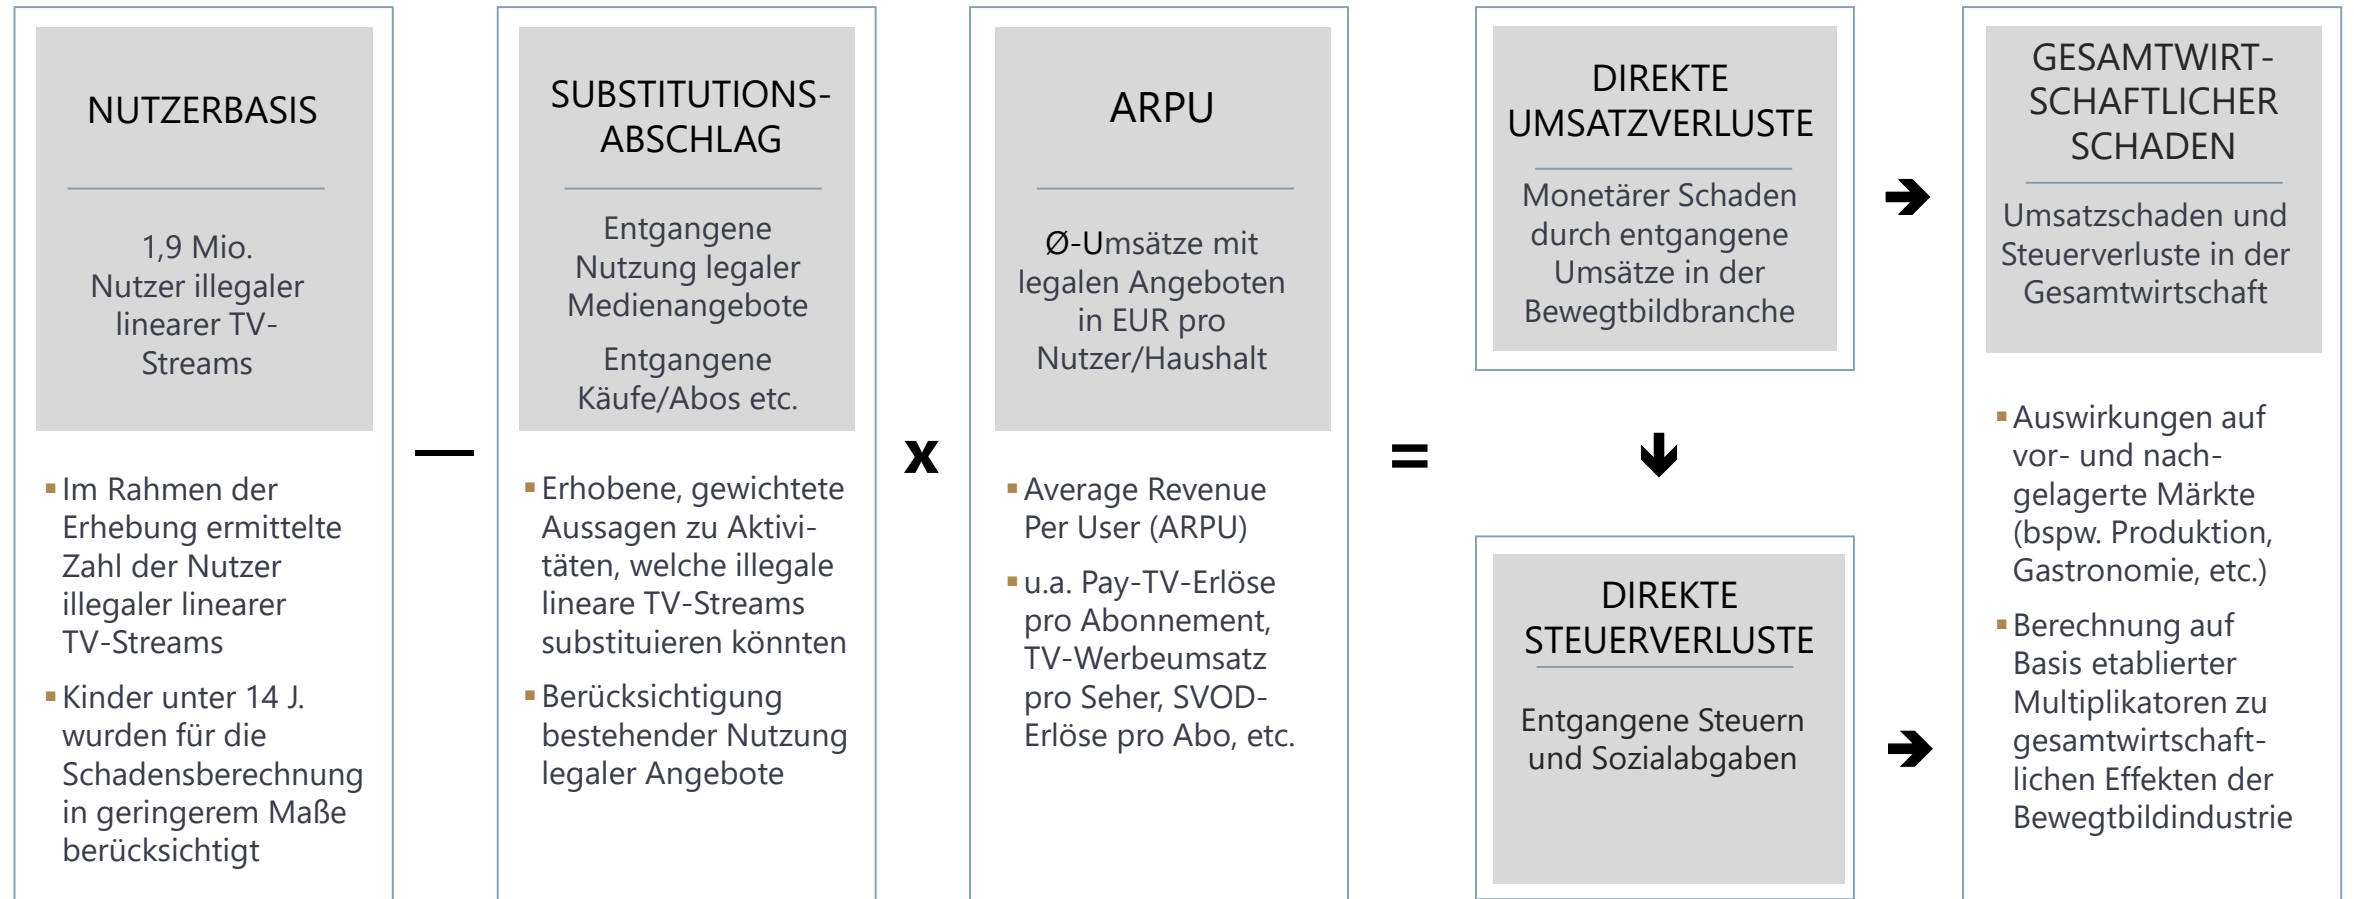 NUTZERBASIS
1,9 Mio.
Nutzer illegaler
linearer TV-
Streams
▪Im Rahmen der
Erhebung ermittelte
Zahl der Nutzer
illegaler linearer
TV-Streams
▪Kinder unter 14 J.
wurden für die
Schadensberechnung
in geringerem Maße
berücksichtigt
—
SUBSTITUTIONS-
ABSCHLAG
Entgangene
Nutzung legaler
Medienangebote
Entgangene
Käufe/Abos etc.
▪Erhobene, gewichtete
Aussagen zu Aktivi-
täten, welche illegale
lineare TV-Streams
substituieren könnten
▪Berücksichtigung
bestehender Nutzung
legaler Angebote
x
ARPU
Ø-Umsätze mit
legalen Angeboten
in EUR pro
Nutzer/Haushalt
▪Average Revenue
Per User (ARPU)
▪u.a. Pay-TV-Erlöse
pro Abonnement,
TV-Werbeumsatz
pro Seher, SVOD-
Erlöse pro Abo, etc.
=
DIREKTE
UMSATZVERLUSTE
Monetärer Schaden
durch entgangene
Umsätze in der
Bewegtbildbranche
DIREKTE
STEUERVERLUSTE
Entgangene Steuern
und Sozialabgaben
GESAMTWIRT-
SCHAFTLICHER
SCHADEN
Umsatzschaden und
Steuerverluste in der
Gesamtwirtschaft
▪Auswirkungen auf
vor- und nach-
gelagerte Märkte
(bspw. Produktion,
Gastronomie, etc.)
▪Berechnung auf
Basis etablierter
Multiplikatoren zu
gesamtwirtschaft-
lichen Effekten der
Bewegtbildindustrie